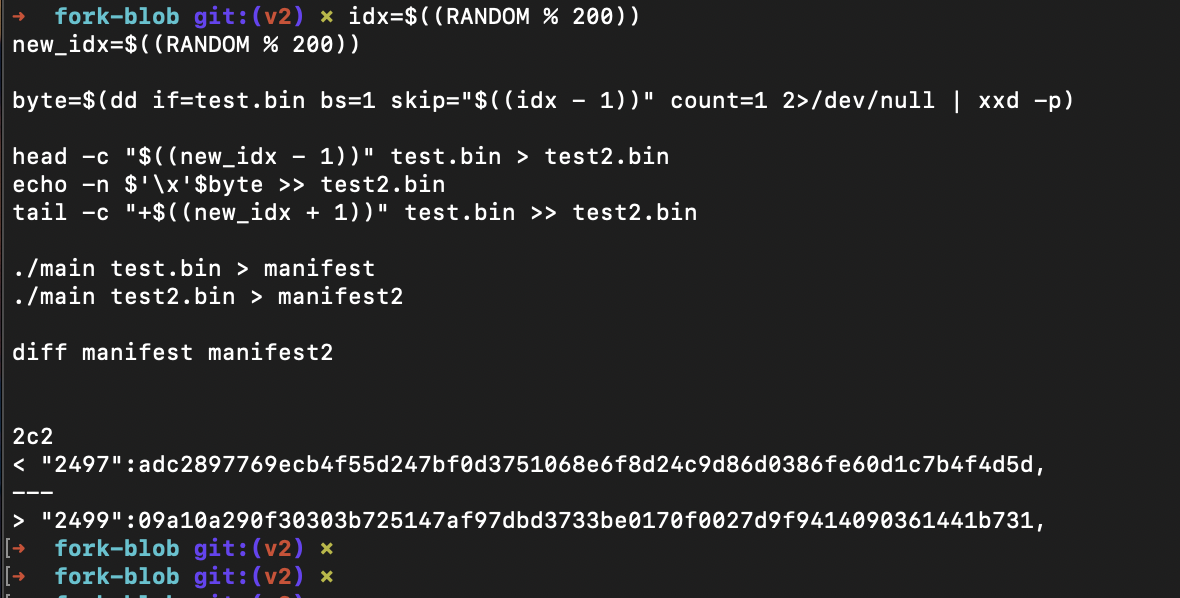 → fork-blob git:(v2) × idx=$((RANDOM % 200))
new_idx=$((RANDOM % 200))
byte=$(dd if=test.bin bs=1 skip="$((idx - 1))" count=1 2>/dev/null | xxd -p)
head -c "$((new_idx - 1))" test.bin > test2.bin
echo -n $'\x'$byte >> test2.bin
tail -c "+$((new_idx + 1))" test.bin >> test2.bin
./main test.bin > manifest
./main test2.bin > manifest2
diff manifest manifest2
2c2
< "2497":adc2897769ecb4f55d247bf0d3751068e6f8d24c9d86d0386fe60d1c7b4f4d5d,
---
> "2499":09a10a290f30303b725147af97dbd3733be0170f0027d9f9414090361441b731,
[→ fork-blob git:(v2) ×
[→ fork-blob git:(v2) ×